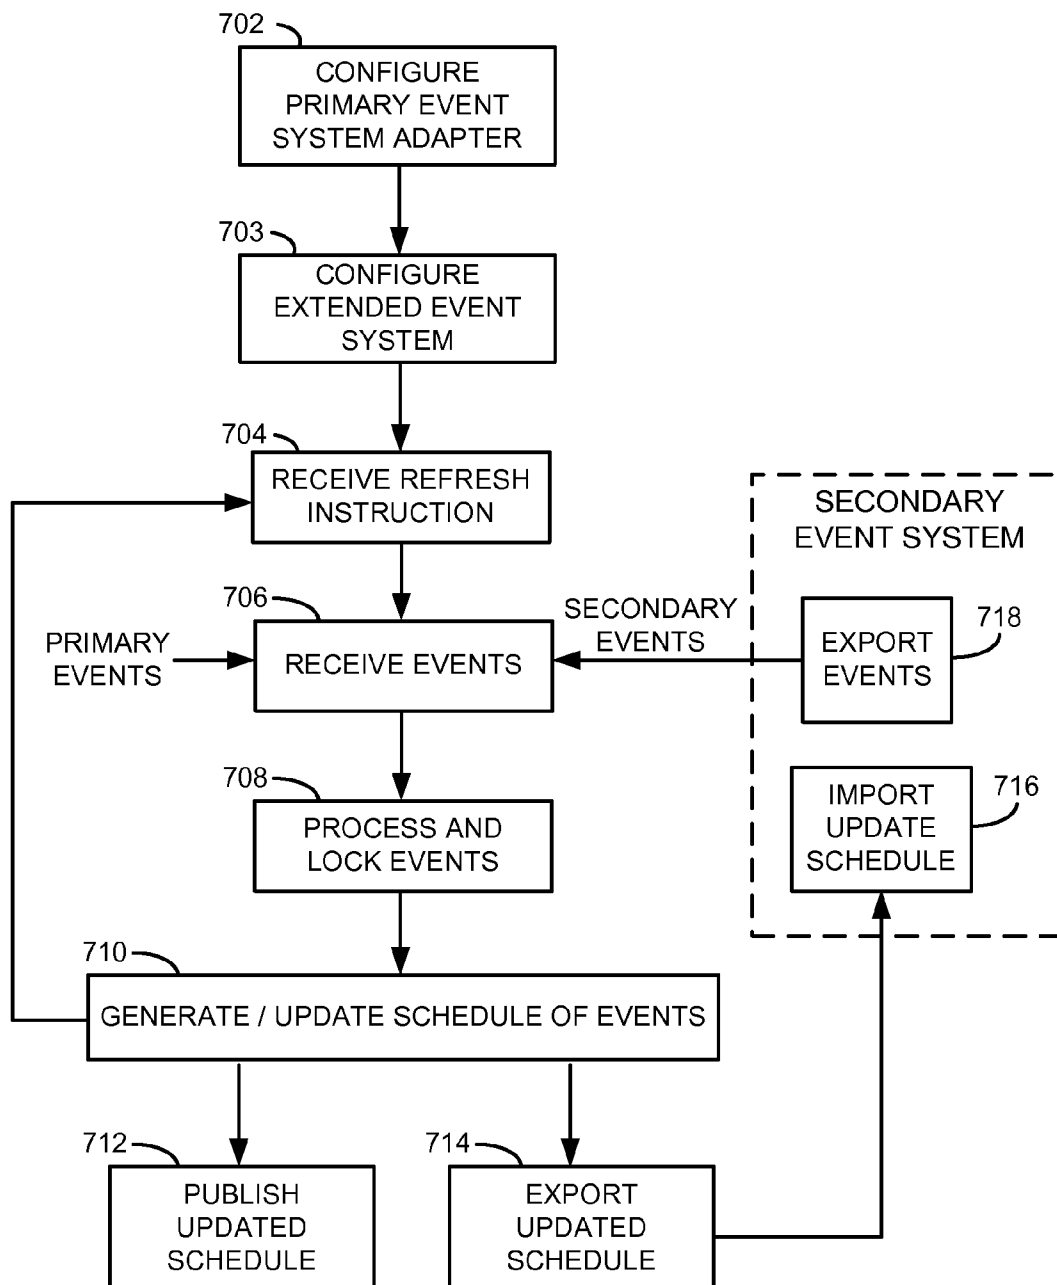 702
CONFIGURE
PRIMARY EVENT
SYSTEM ADAPTER
703
CONFIGURE
EXTENDED EVENT
SYSTEM
704
RECEIVE REFRESH
INSTRUCTION
SECONDARY
EVENT SYSTEM
706
PRIMARY
EVENTS
RECEIVE EVENTS
SECONDARY
EVENTS
EXPORT
EVENTS
718
708
PROCESS AND
LOCK EVENTS
IMPORT
UPDATE
SCHEDULE
716
710
GENERATE / UPDATE SCHEDULE OF EVENTS
712
PUBLISH
UPDATED
SCHEDULE
714
EXPORT
UPDATED
SCHEDULE